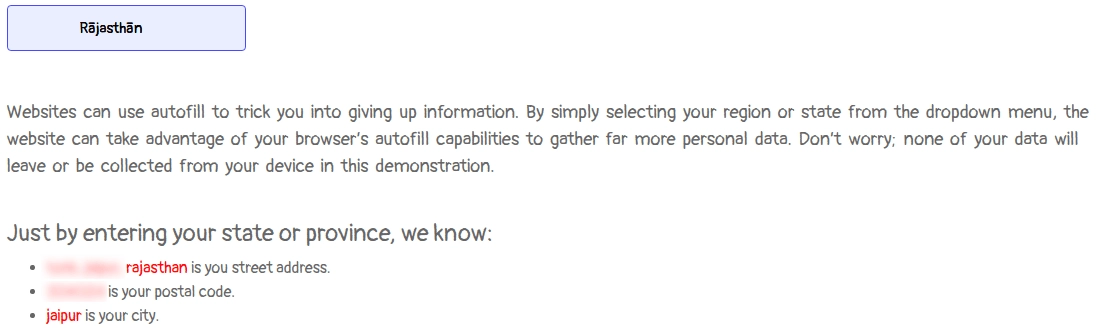 Rājasthān
Websites can use autofill to trick you into giving up information. By simply selecting your region or state from the dropdown menu, the
website can take advantage of your browser's autofill capabilities to gather far more personal data. Don't worry; none of your data will
leave or be collected from your device in this demonstration.
Just by entering your state or province, we know:
rajasthan is you street address.
is your postal code.
jaipur is your city.